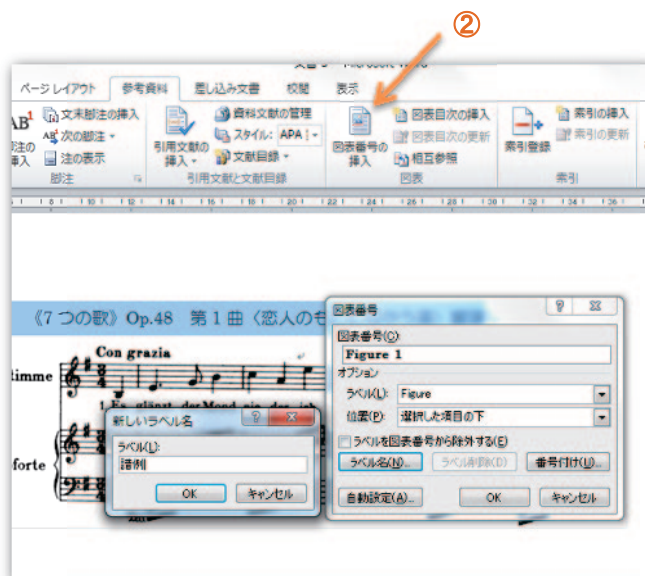 ②
ページ レイアウト 参考資料 差し込み文書 校閲 表示
AB¹ 文末脚注の挿入 資料文献の管理 図表目次の挿入 索引の挿入
次の脚注 スタイル: APA 図表目次の更新 索引の更新
注の表示 引用文献の挿入 文献目録 図表番号の挿入 相互参照 索引登録
脚注 引用文献と文献目録 図表 索引
《7 つの歌》Op.48 第 1 曲〈恋人のも
Con grazia
timme
forte
新しいラベル名
ラベル(L):
譜例
OK キャンセル
図表番号
図表番号(C):
Figure 1
オプション
ラベル(L): Figure
位置(P): 選択した項目の下
ラベルを図表番号から除外する(E)
ラベル名(N)... ラベル削除(D) 番号付け(U)...
自動設定(A)... OK キャンセル